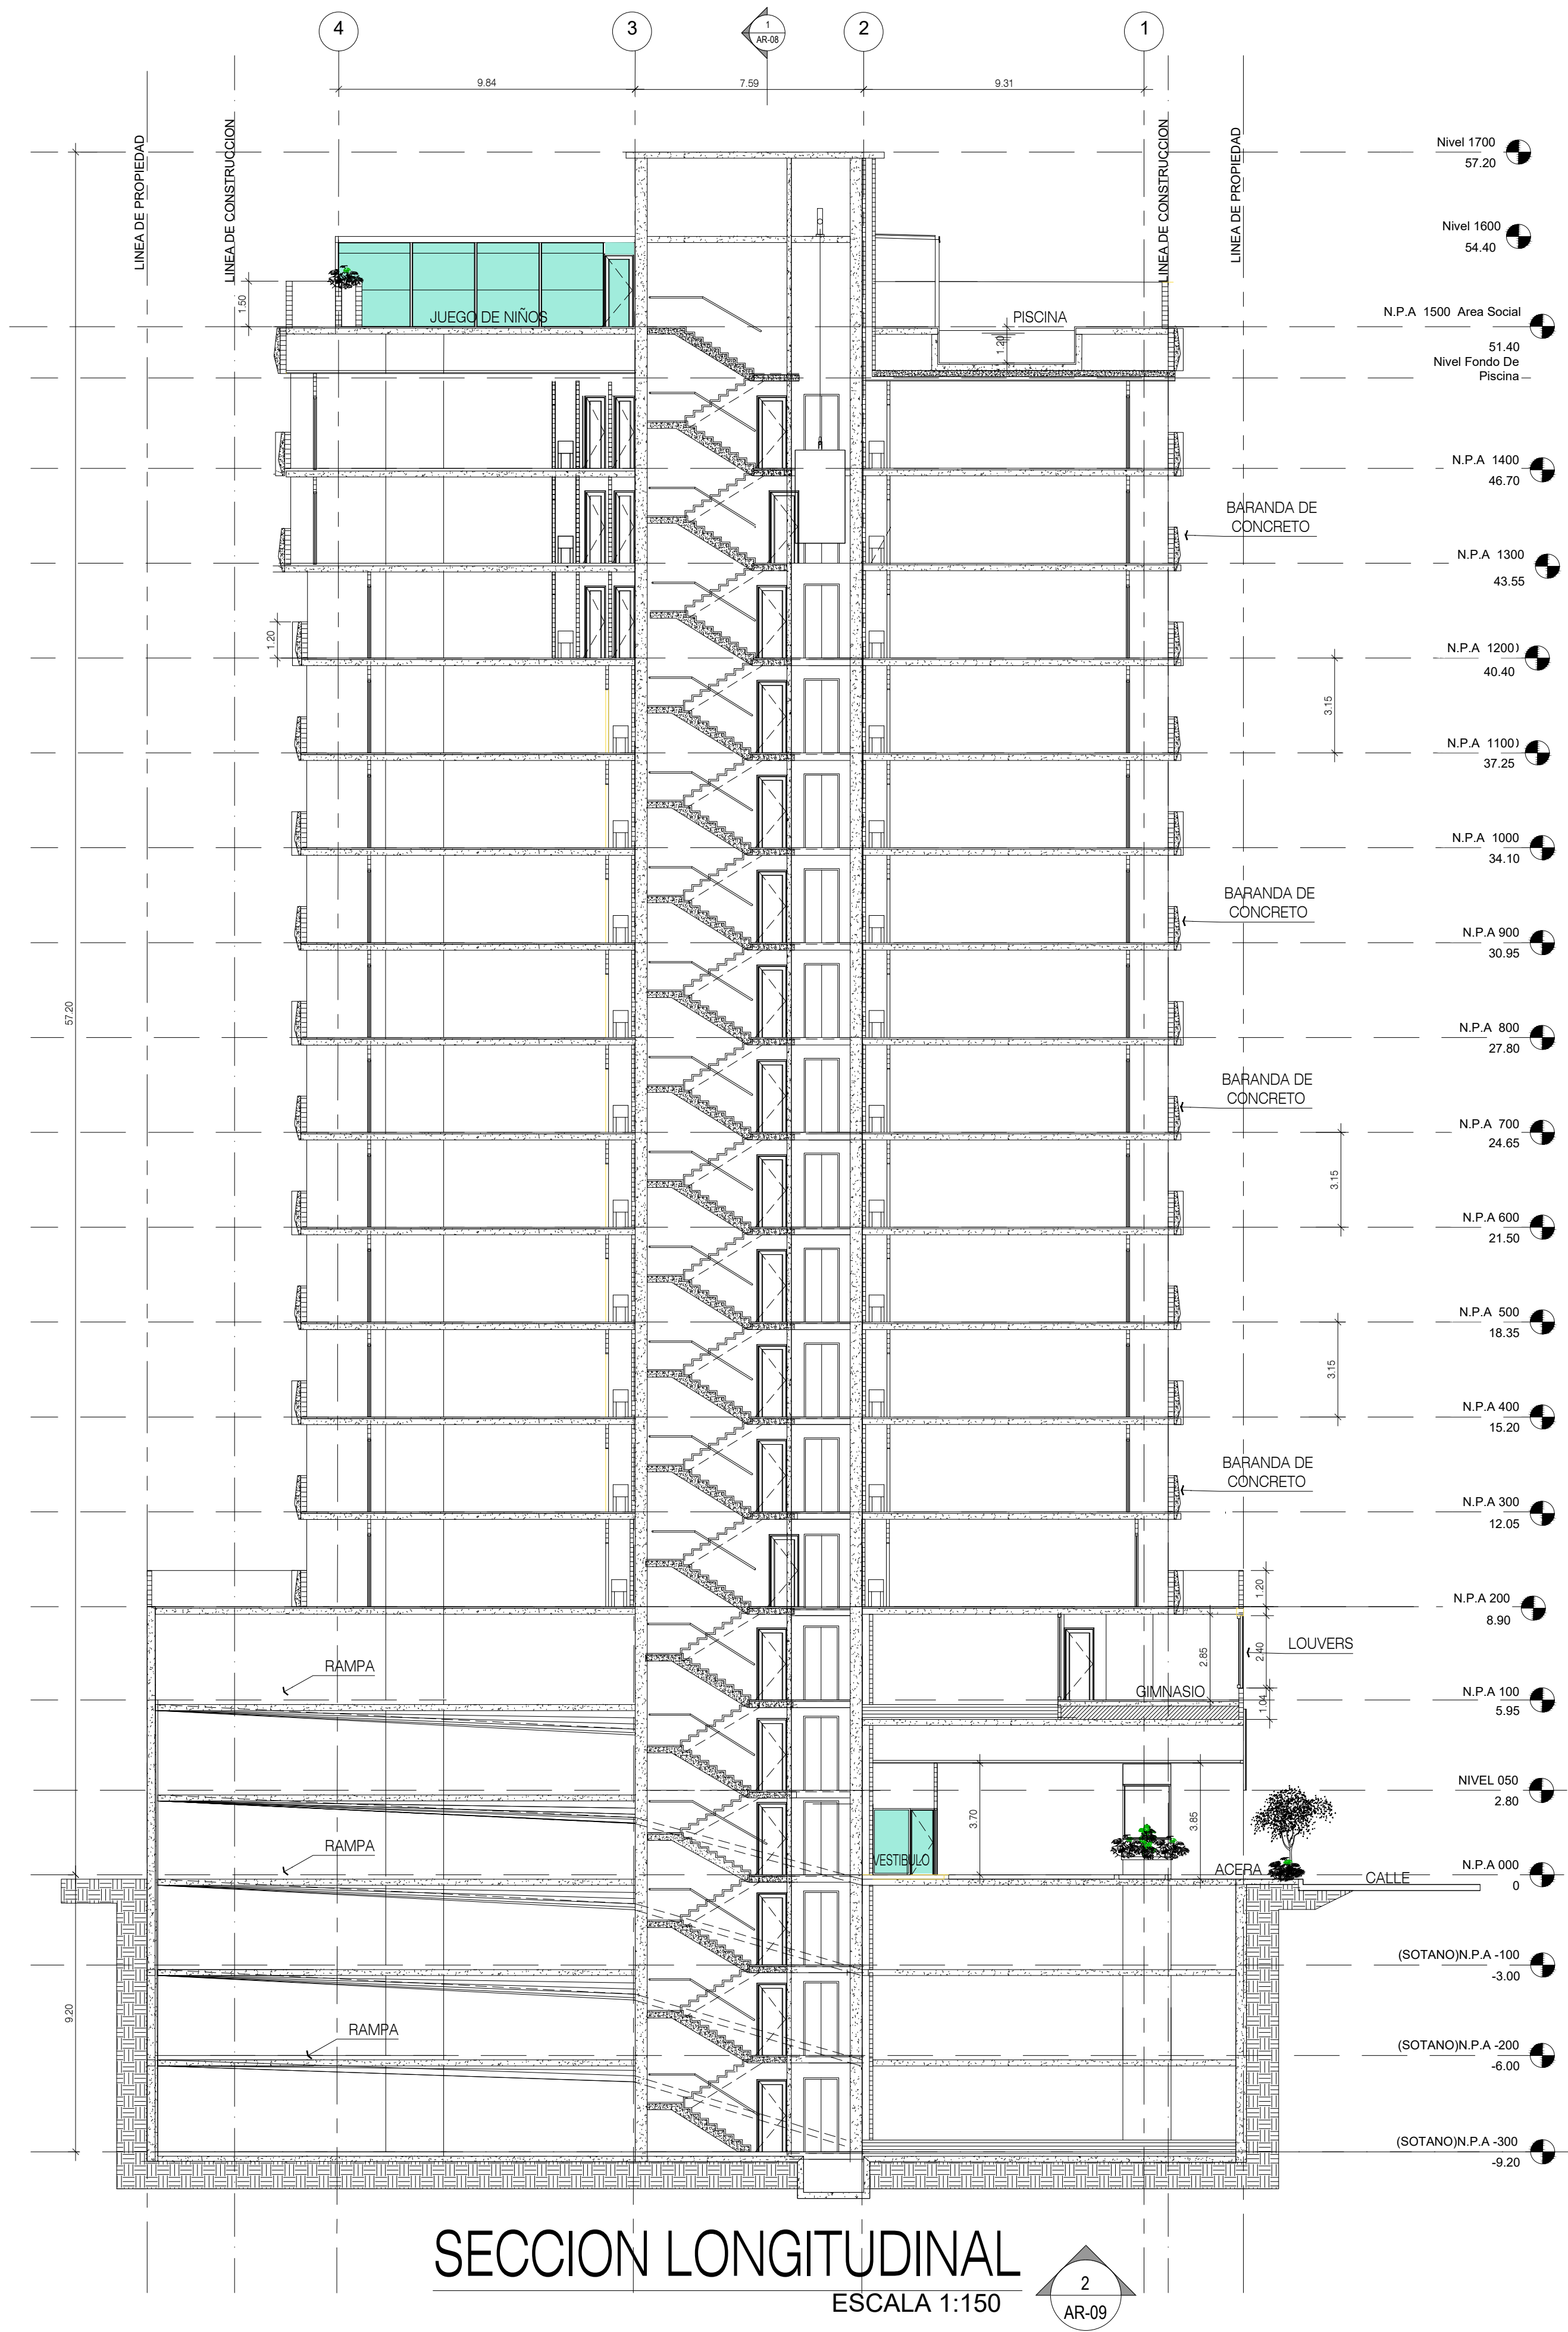 4
3
1
AR-08
2
1
9.84
7.59
9.31
LINEA DE PROPIEDAD
LINEA DE CONSTRUCCION
LINEA DE CONSTRUCCION
LINEA DE PROPIEDAD
Nivel 1700
57.20
Nivel 1600
54.40
1.50
JUEGO DE NIÑOS
PISCINA
1.20
N.P.A 1500 Area Social
51.40
Nivel Fondo De
Piscina
N.P.A 1400
46.70
BARANDA DE
CONCRETO
N.P.A 1300
43.55
1.20
N.P.A 1200)
40.40
3.15
N.P.A 1100)
37.25
N.P.A 1000
34.10
BARANDA DE
CONCRETO
N.P.A 900
30.95
57.20
N.P.A 800
27.80
BARANDA DE
CONCRETO
N.P.A 700
24.65
3.15
N.P.A 600
21.50
N.P.A 500
18.35
3.15
N.P.A 400
15.20
BARANDA DE
CONCRETO
N.P.A 300
12.05
1.20
N.P.A 200
8.90
RAMPA
2.85
2.40
LOUVERS
GIMNASIO
1.04
N.P.A 100
5.95
NIVEL 050
2.80
3.70
3.85
RAMPA
VESTIBULO
ACERA
CALLE
N.P.A 000
0
(SOTANO)N.P.A -100
-3.00
9.20
RAMPA
(SOTANO)N.P.A -200
-6.00
(SOTANO)N.P.A -300
-9.20
SECCION LONGITUDINAL
ESCALA 1:150
2
AR-09